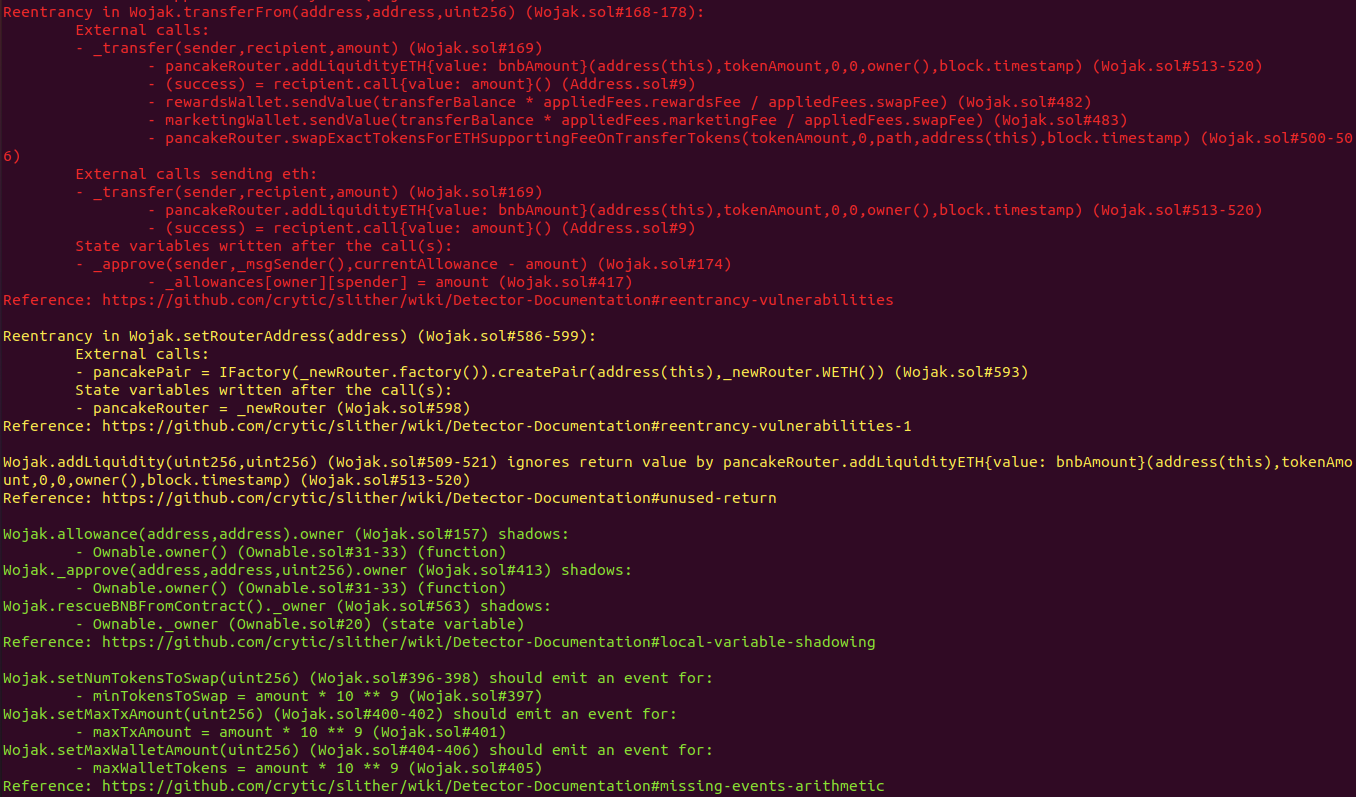 Reentrancy in Wojak.transferFrom(address,address,uint256) (Wojak.sol#168-178):
External calls:
- _transfer(sender,recipient,amount) (Wojak.sol#169)
- pancakeRouter.addLiquidityETH{value: bnbAmount}(address(this),tokenAmount,0,0,owner(),block.timestamp) (Wojak.sol#513-520)
- (success) = recipient.call{value: amount}() (Address.sol#9)
- rewardsWallet.sendValue(transferBalance * appliedFees.rewardsFee / appliedFees.swapFee) (Wojak.sol#482)
- marketingWallet.sendValue(transferBalance * appliedFees.marketingFee / appliedFees.swapFee) (Wojak.sol#483)
- pancakeRouter.swapExactTokensForETHSupportingFeeOnTransferTokens(tokenAmount,0,path,address(this),block.timestamp) (Wojak.sol#500-50
6)
External calls sending eth:
- _transfer(sender,recipient,amount) (Wojak.sol#169)
- pancakeRouter.addLiquidityETH{value: bnbAmount}(address(this),tokenAmount,0,0,owner(),block.timestamp) (Wojak.sol#513-520)
- (success) = recipient.call{value: amount}() (Address.sol#9)
State variables written after the call(s):
- _approve(sender,_msgSender(),currentAllowance - amount) (Wojak.sol#174)
- _allowances[owner][spender] = amount (Wojak.sol#417)
Reference: https://github.com/crytic/slither/wiki/Detector-Documentation#reentrancy-vulnerabilities
Reentrancy in Wojak.setRouterAddress(address) (Wojak.sol#586-599):
External calls:
- pancakePair = IFactory(_newRouter.factory()).createPair(address(this),_newRouter.WETH()) (Wojak.sol#593)
State variables written after the call(s):
- pancakeRouter = _newRouter (Wojak.sol#598)
Reference: https://github.com/crytic/slither/wiki/Detector-Documentation#reentrancy-vulnerabilities-1
Wojak.addLiquidity(uint256,uint256) (Wojak.sol#509-521) ignores return value by pancakeRouter.addLiquidityETH{value: bnbAmount}(address(this),tokenAmo
unt,0,0,owner(),block.timestamp) (Wojak.sol#513-520)
Reference: https://github.com/crytic/slither/wiki/Detector-Documentation#unused-return
Wojak.allowance(address,address).owner (Wojak.sol#157) shadows:
- Ownable.owner() (Ownable.sol#31-33) (function)
Wojak._approve(address,address,uint256).owner (Wojak.sol#413) shadows:
- Ownable.owner() (Ownable.sol#31-33) (function)
Wojak.rescueBNBFromContract()._owner (Wojak.sol#563) shadows:
- Ownable._owner (Ownable.sol#20) (state variable)
Reference: https://github.com/crytic/slither/wiki/Detector-Documentation#local-variable-shadowing
Wojak.setNumTokensToSwap(uint256) (Wojak.sol#396-398) should emit an event for:
- minTokensToSwap = amount * 10 ** 9 (Wojak.sol#397)
Wojak.setMaxTxAmount(uint256) (Wojak.sol#400-402) should emit an event for:
- maxTxAmount = amount * 10 ** 9 (Wojak.sol#401)
Wojak.setMaxWalletAmount(uint256) (Wojak.sol#404-406) should emit an event for:
- maxWalletTokens = amount * 10 ** 9 (Wojak.sol#405)
Reference: https://github.com/crytic/slither/wiki/Detector-Documentation#missing-events-arithmetic